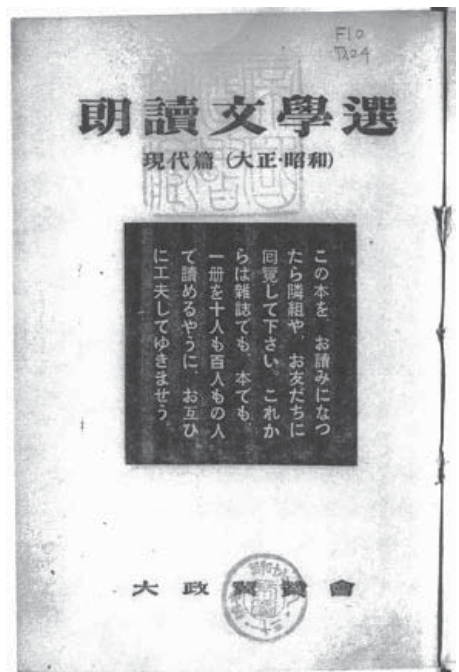 F10
朗讀文學選
現代篇 (大正・昭和)
この本を、お讀みになつ
たら隣組や、お友だちに
回覽して下さい。これか
らは雜誌でも、本でも、
一册を十人も百人もの人
で讀めるやうに、お互ひ
に工夫してゆきませう。
大政翼贊會